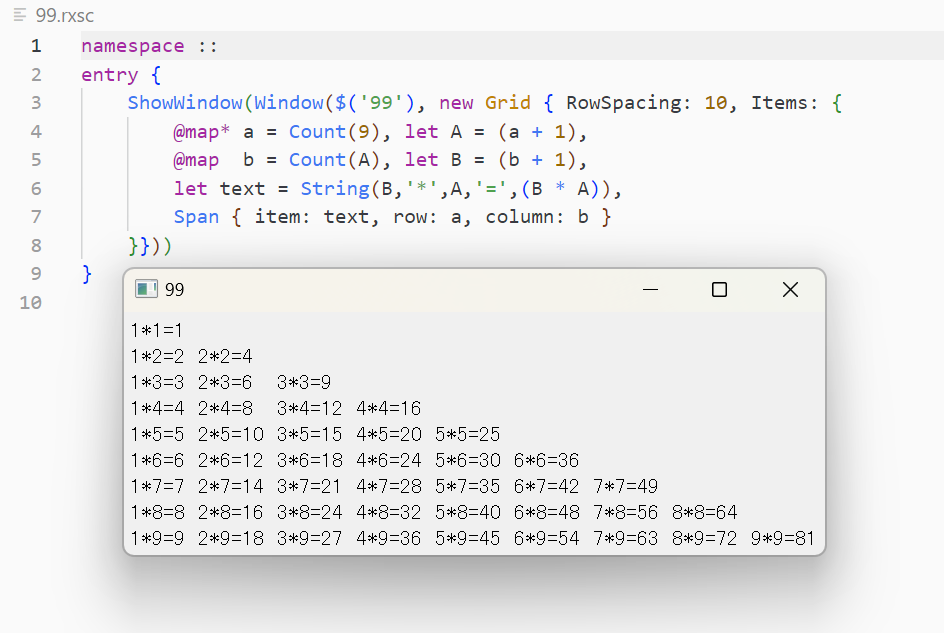 99.rxsc
1 namespace ::
2 entry {
3 ShowWindow(Window($('99'), new Grid { RowSpacing: 10, Items: {
4 @map* a = Count(9), let A = (a + 1),
5 @map  b = Count(A), let B = (b + 1),
6 let text = String(B,'*',A,'=',(B * A)),
7 Span { item: text, row: a, column: b }
8 }}))
9 }
10
99
1*1=1
1*2=2 2*2=4
1*3=3 2*3=6 3*3=9
1*4=4 2*4=8 3*4=12 4*4=16
1*5=5 2*5=10 3*5=15 4*5=20 5*5=25
1*6=6 2*6=12 3*6=18 4*6=24 5*6=30 6*6=36
1*7=7 2*7=14 3*7=21 4*7=28 5*7=35 6*7=42 7*7=49
1*8=8 2*8=16 3*8=24 4*8=32 5*8=40 6*8=48 7*8=56 8*8=64
1*9=9 2*9=18 3*9=27 4*9=36 5*9=45 6*9=54 7*9=63 8*9=72 9*9=81